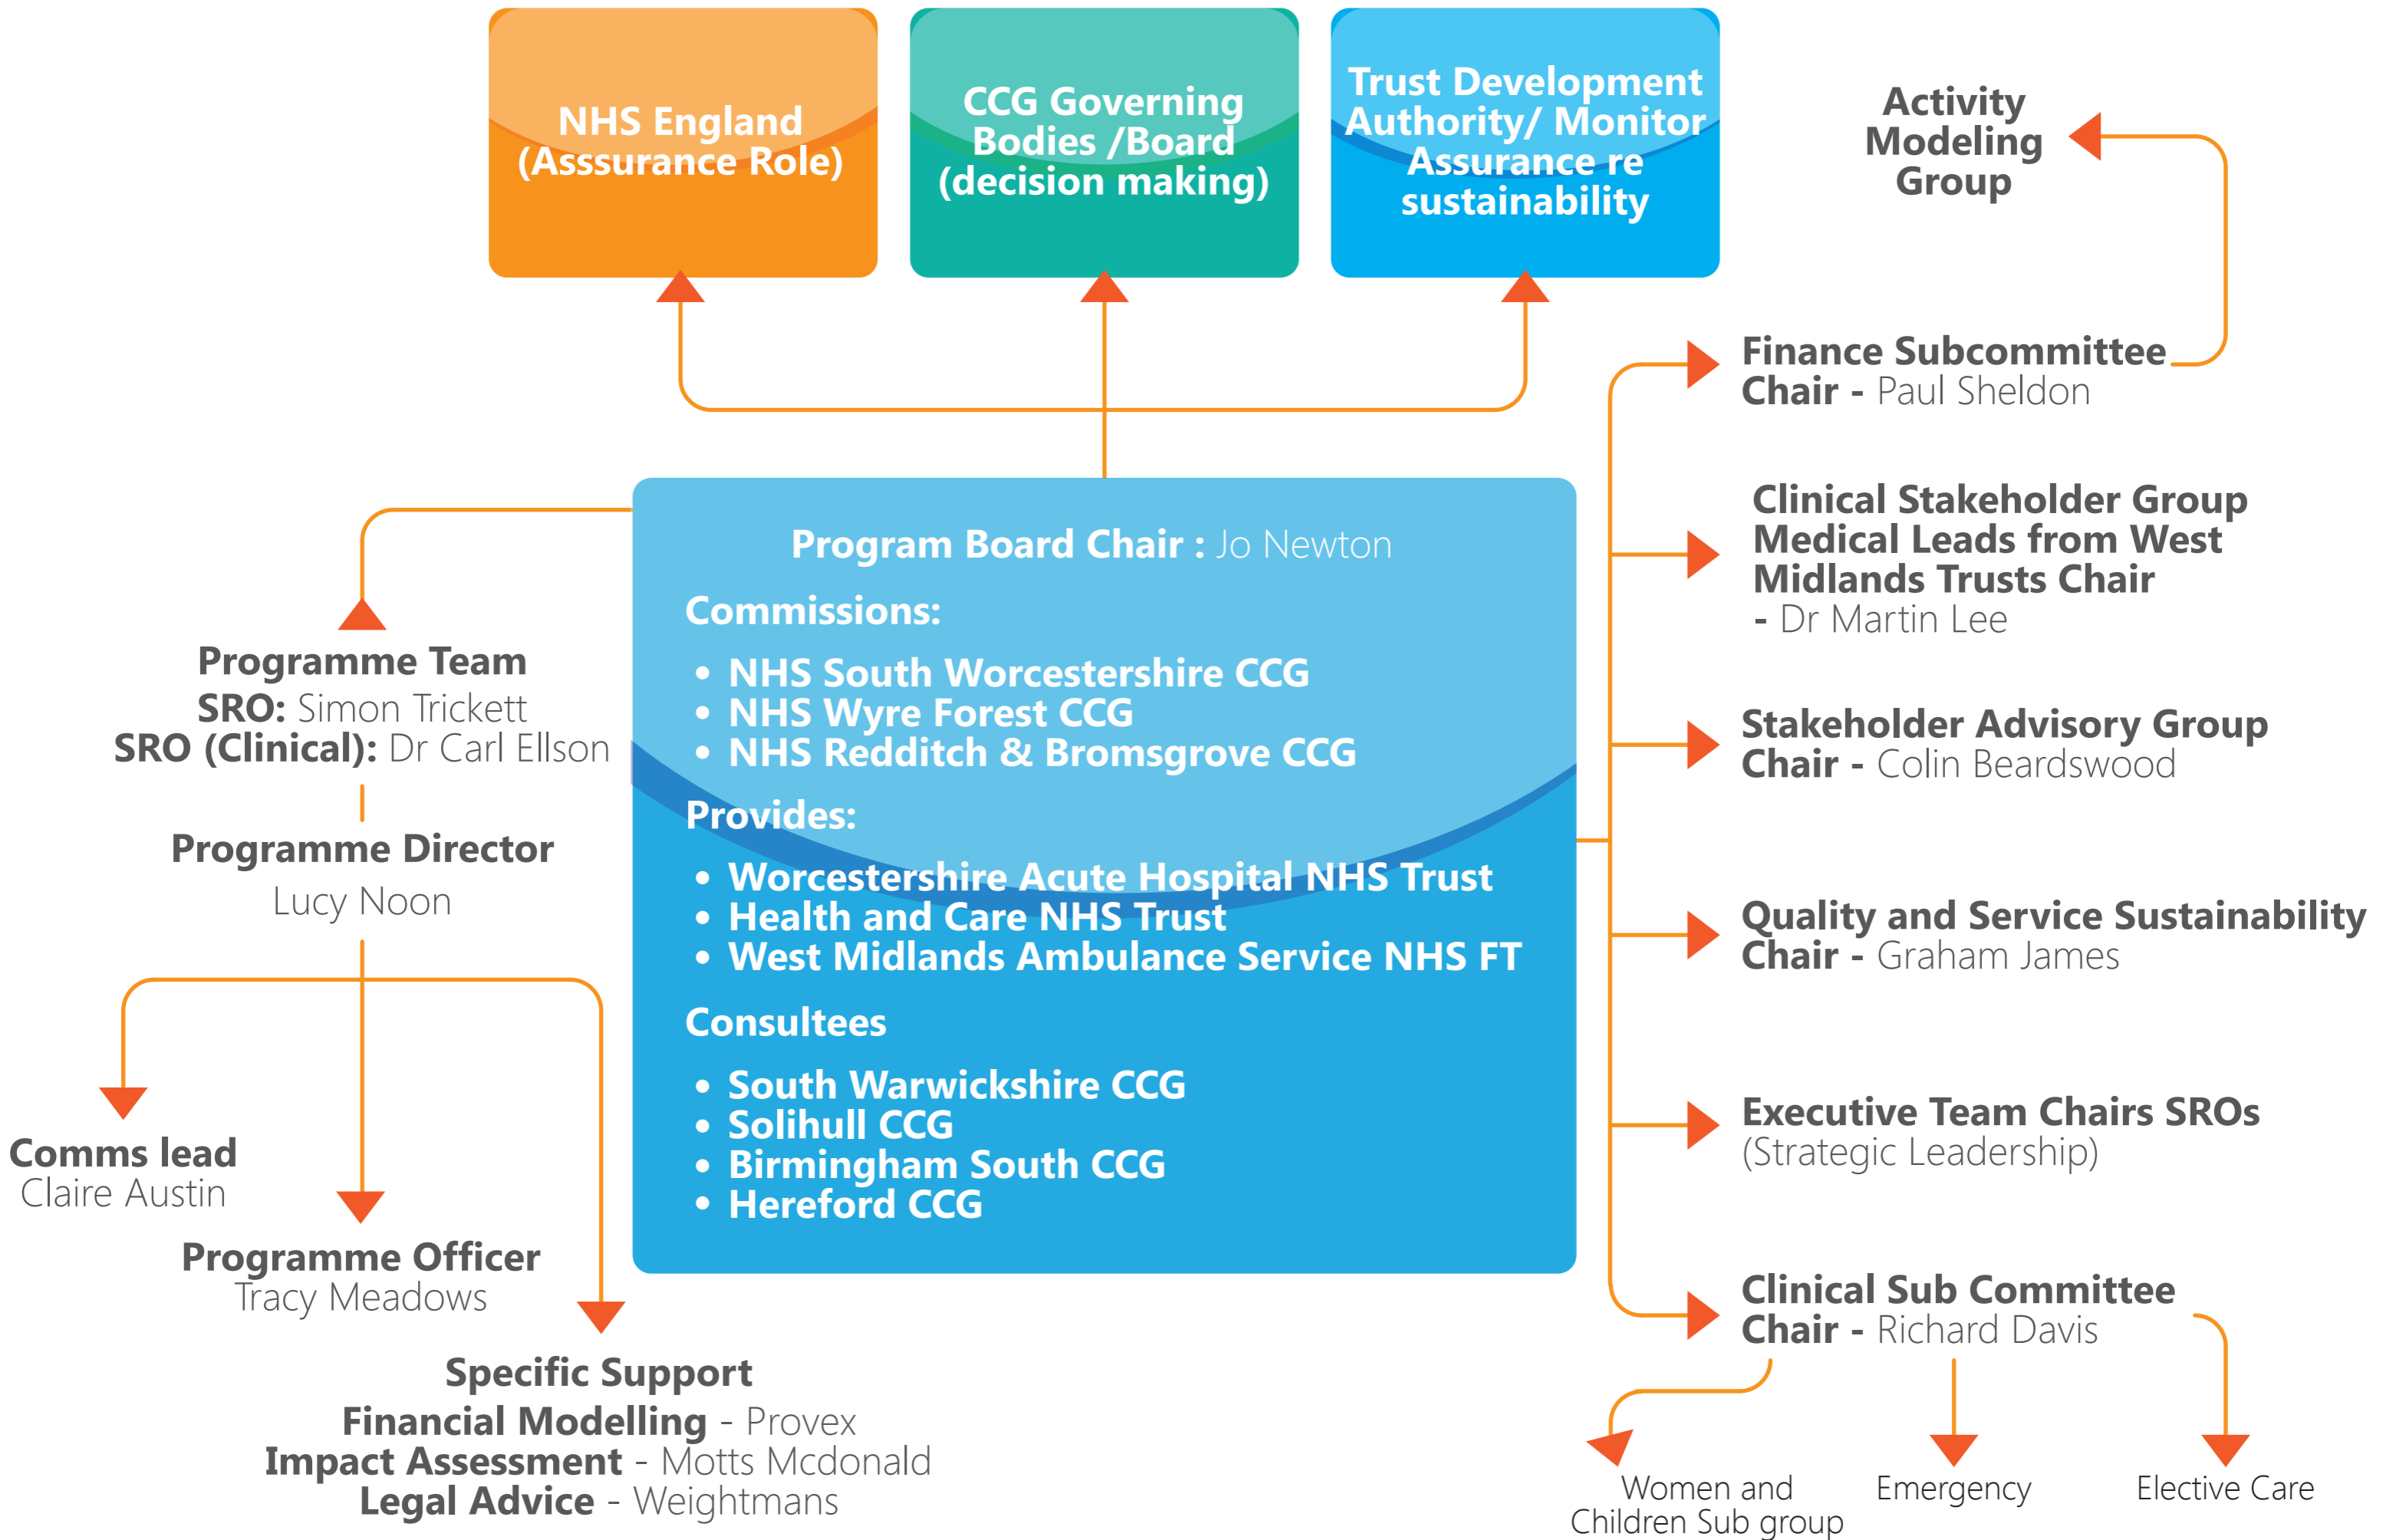 NHS England
(Asssurance Role)
CCG Governing
Bodies /Board
(decision making)
Trust Development
Authority/ Monitor
Assurance re
sustainability
Activity
Modeling
Group
Program Board Chair : Jo Newton
Commissions:
• NHS South Worcestershire CCG
• NHS Wyre Forest CCG
• NHS Redditch & Bromsgrove CCG
Provides:
• Worcestershire Acute Hospital NHS Trust
• Health and Care NHS Trust
• West Midlands Ambulance Service NHS FT
Consultees
• South Warwickshire CCG
• Solihull CCG
• Birmingham South CCG
• Hereford CCG
Programme Team
SRO: Simon Trickett
SRO (Clinical): Dr Carl Ellson
Programme Director
Lucy Noon
Comms lead
Claire Austin
Programme Officer
Tracy Meadows
Specific Support
Financial Modelling - Provex
Impact Assessment - Motts Mcdonald
Legal Advice - Weightmans
Finance Subcommittee
Chair - Paul Sheldon
Clinical Stakeholder Group
Medical Leads from West
Midlands Trusts Chair
- Dr Martin Lee
Stakeholder Advisory Group
Chair - Colin Beardswood
Quality and Service Sustainability
Chair - Graham James
Executive Team Chairs SROs
(Strategic Leadership)
Clinical Sub Committee
Chair - Richard Davis
Women and
Children Sub group
Emergency
Elective Care